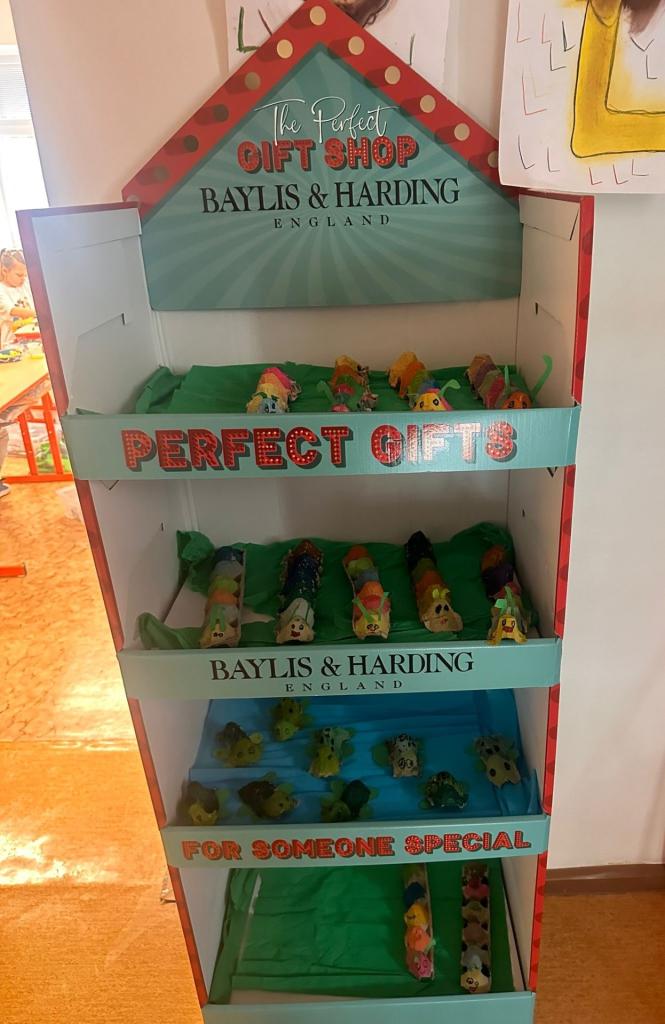 The Perfect
GIFT SHOP
BAYLIS & HARDING
ENGLAND
PERFECT GIFTS
BAYLIS & HARDING
ENGLAND
FOR SOMEONE SPECIAL